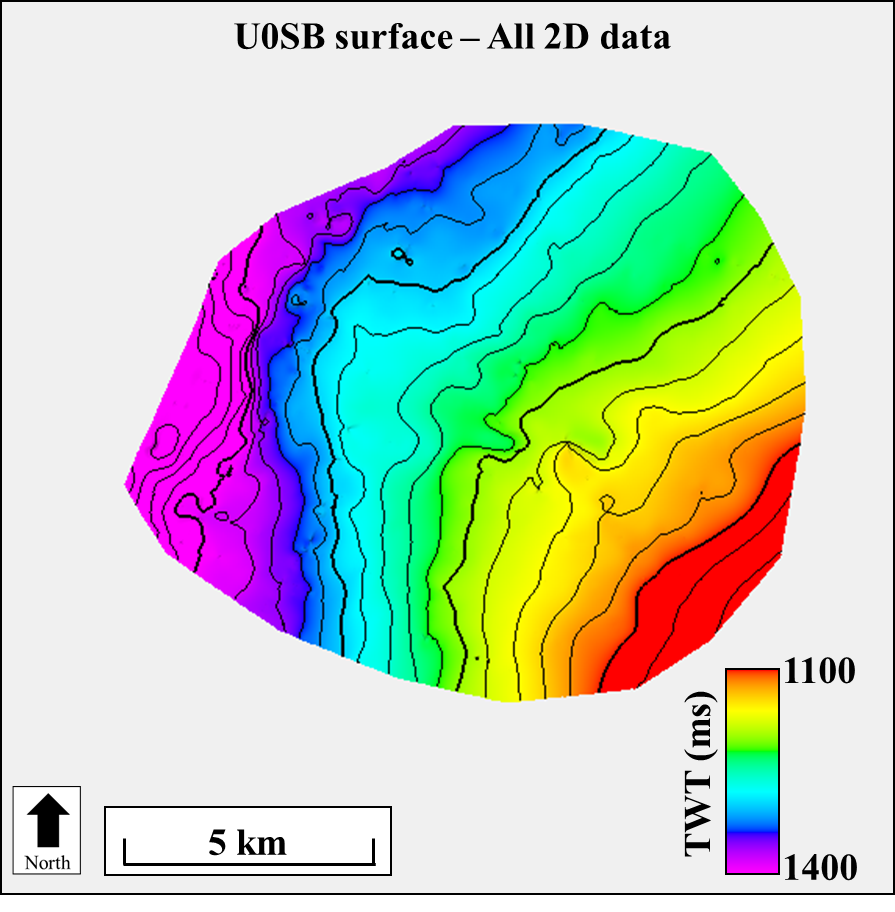 U0SB surface – All 2D data
1100
TWT (ms)
1400
North
5 km